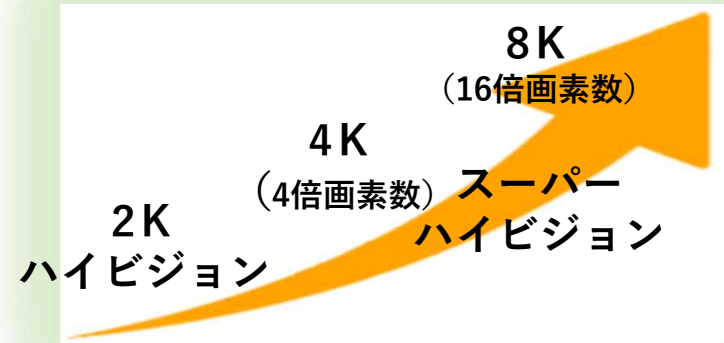 8K
（16倍画素数）
4K
（4倍画素数）
スーパー
ハイビジョン
2K
ハイビジョン